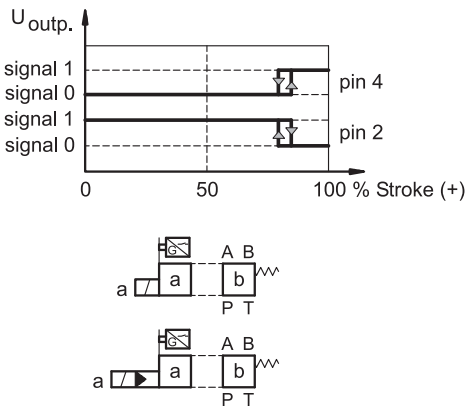 U outp.
signal 1
signal 0
pin 4
signal 1
signal 0
pin 2
0 50 100 % Stroke (+)
G A B
a a b
P T
G A B
a a b
P T